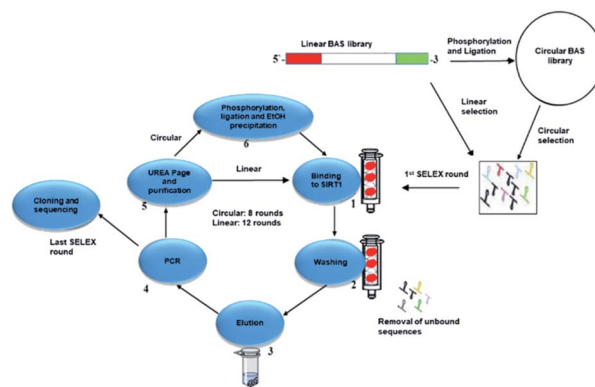 Linear BAS library
5`-
-3
Phosphorylation
and Ligation
Circular BAS
library
Linear
selection
Circular
selection
1st SELEX round
Phosphorylation,
ligation and EtOH
precipitation
6
Circular
UREA Page
and
purification
5
Linear
Binding
to SIRT1
1
Circular: 8 rounds
Linear: 12 rounds
Cloning and
sequencing
Last SELEX
round
PCR
4
Washing
2
Removal of unbound
sequences
Elution
3